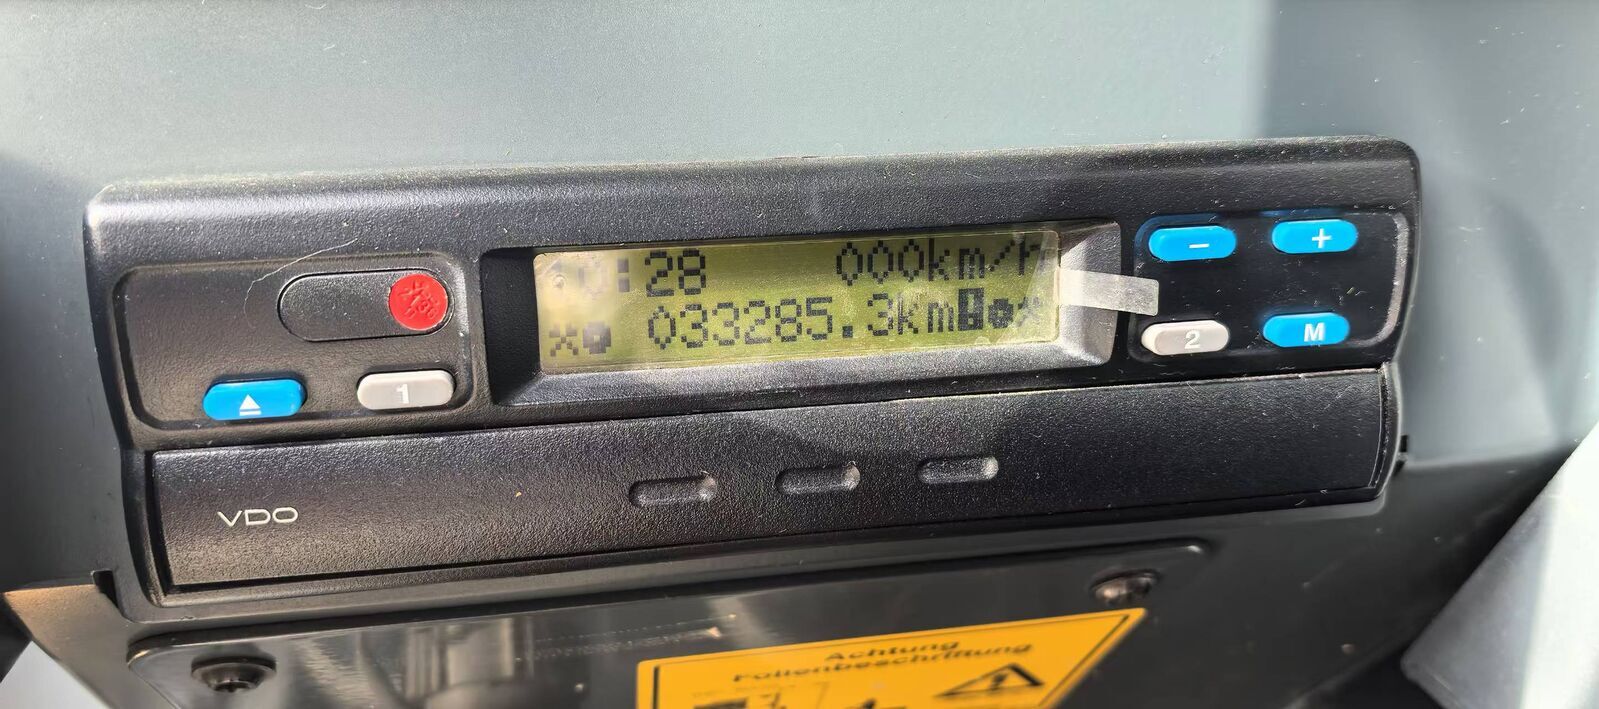 :28 000km/h
033285.3km
1
- +
2 M
VDO
Achtung
Folienbeschriftung